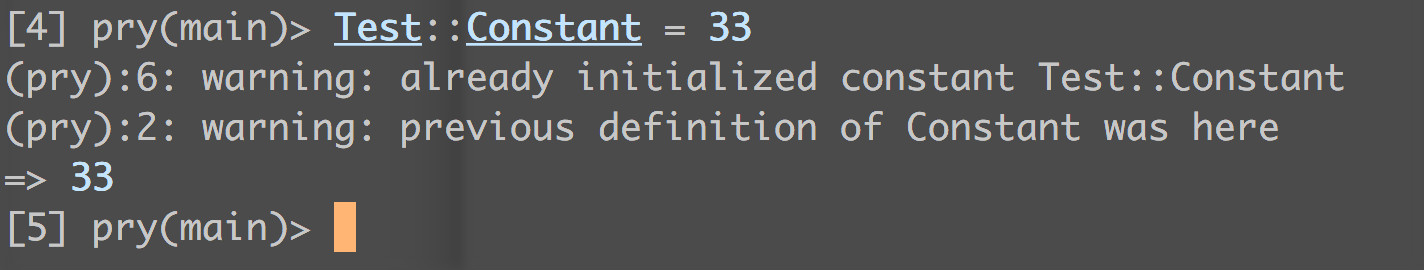 [4] pry(main)> Test::Constant = 33
(pry):6: warning: already initialized constant Test::Constant
(pry):2: warning: previous definition of Constant was here
=> 33
[5] pry(main)>